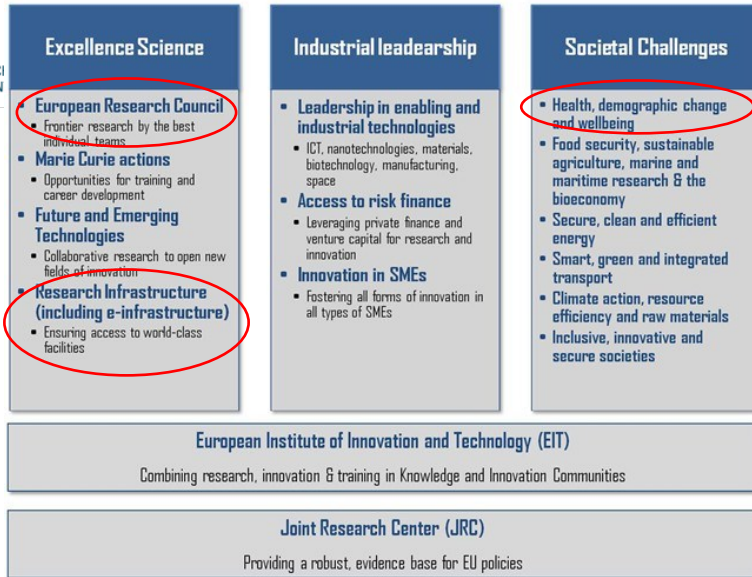 Excellence Science
European Research Council
Frontier research by the best
individual teams
Marie Curie actions
Opportunities for training and
career development
Future and Emerging
Technologies
Collaborative research to open new
fields of innovation
Research Infrastructure
(including e-infrastructure)
Ensuring access to world-class
facilities
Industrial leadearship
Leadership in enabling and
industrial technologies
ICT, nanotechnologies, materials,
biotechnology, manufacturing,
space
Access to risk finance
Leveraging private finance and
venture capital for research and
innovation
Innovation in SMEs
Fostering all forms of innovation in
all types of SMEs
Societal Challenges
Health, demographic change
and wellbeing
Food security, sustainable
agriculture, marine and
maritime research & the
bioeconomy
Secure, clean and efficient
energy
Smart, green and integrated
transport
Climate action, resource
efficiency and raw materials
Inclusive, innovative and
secure societies
European Institute of Innovation and Technology (EIT)
Combining research, innovation & training in Knowledge and Innovation Communities
Joint Research Center (JRC)
Providing a robust, evidence base for EU policies